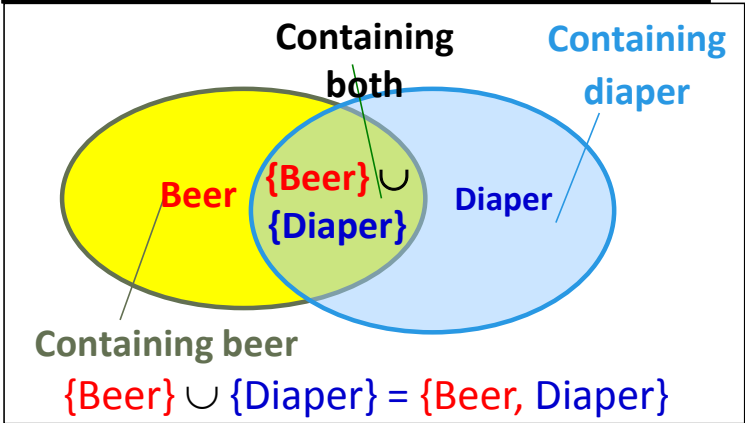 Containing
both
Containing
diaper
Beer
{Beer} ∪
{Diaper}
Diaper
Containing beer
{Beer} ∪ {Diaper} = {Beer, Diaper}